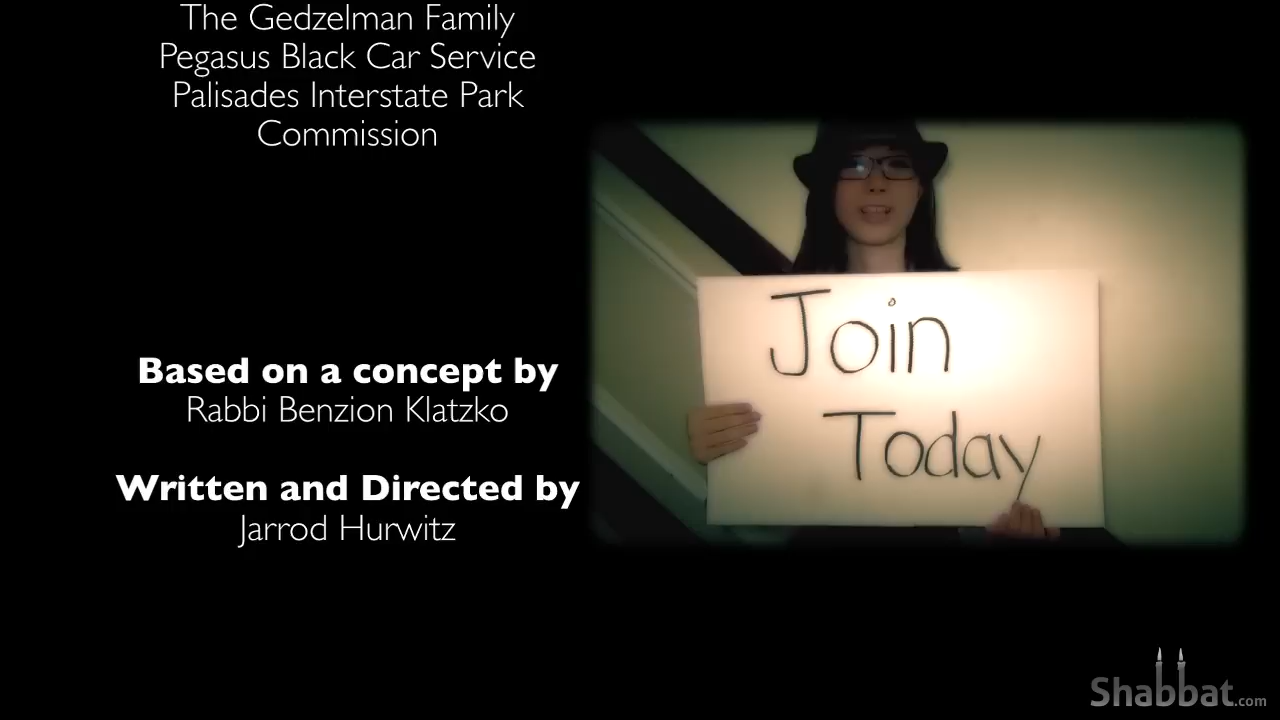 The Gedzelman Family
Pegasus Black Car Service
Palisades Interstate Park
Commission
Based on a concept by
Rabbi Benzion Klatzko
Written and Directed by
Jarrod Hurwitz
Join
Today
Shabbat.com